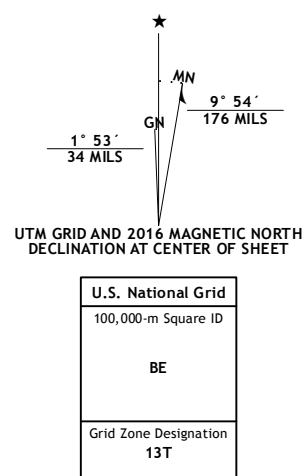 ★
MN
GN
9° 54´
176 MILS
1° 53´
34 MILS
UTM GRID AND 2016 MAGNETIC NORTH
DECLINATION AT CENTER OF SHEET
U.S. National Grid
100,000-m Square ID
BE
Grid Zone Designation
13T